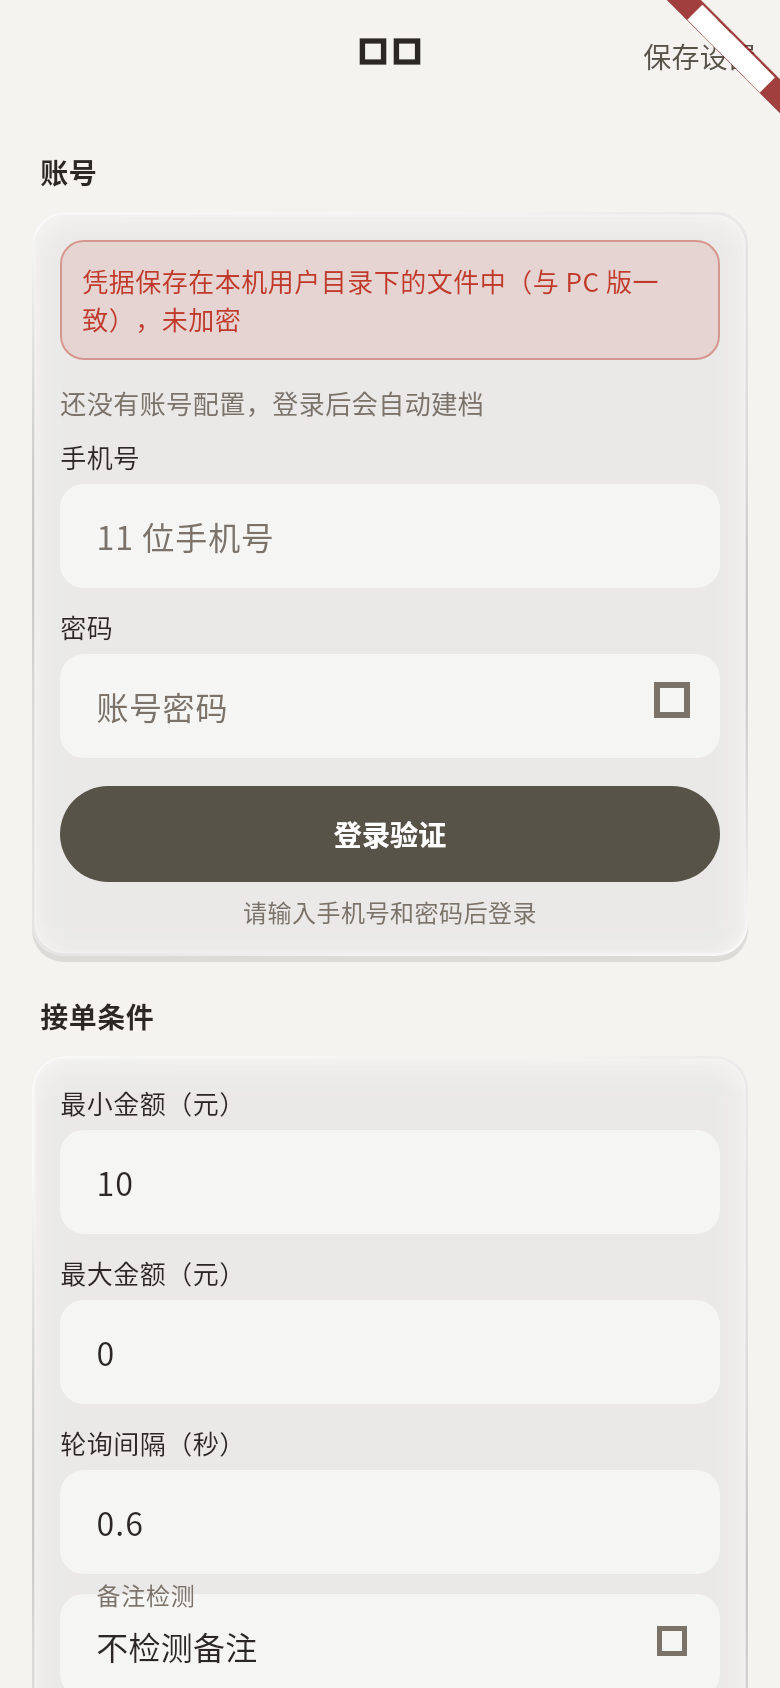 保存设
账号
凭据保存在本机用户目录下的文件中（与 PC 版一
致），未加密
还没有账号配置，登录后会自动建档
手机号
11 位手机号
密码
账号密码
登录验证
请输入手机号和密码后登录
接单条件
最小金额（元）
10
最大金额（元）
0
轮询间隔（秒）
0.6
备注检测
不检测备注